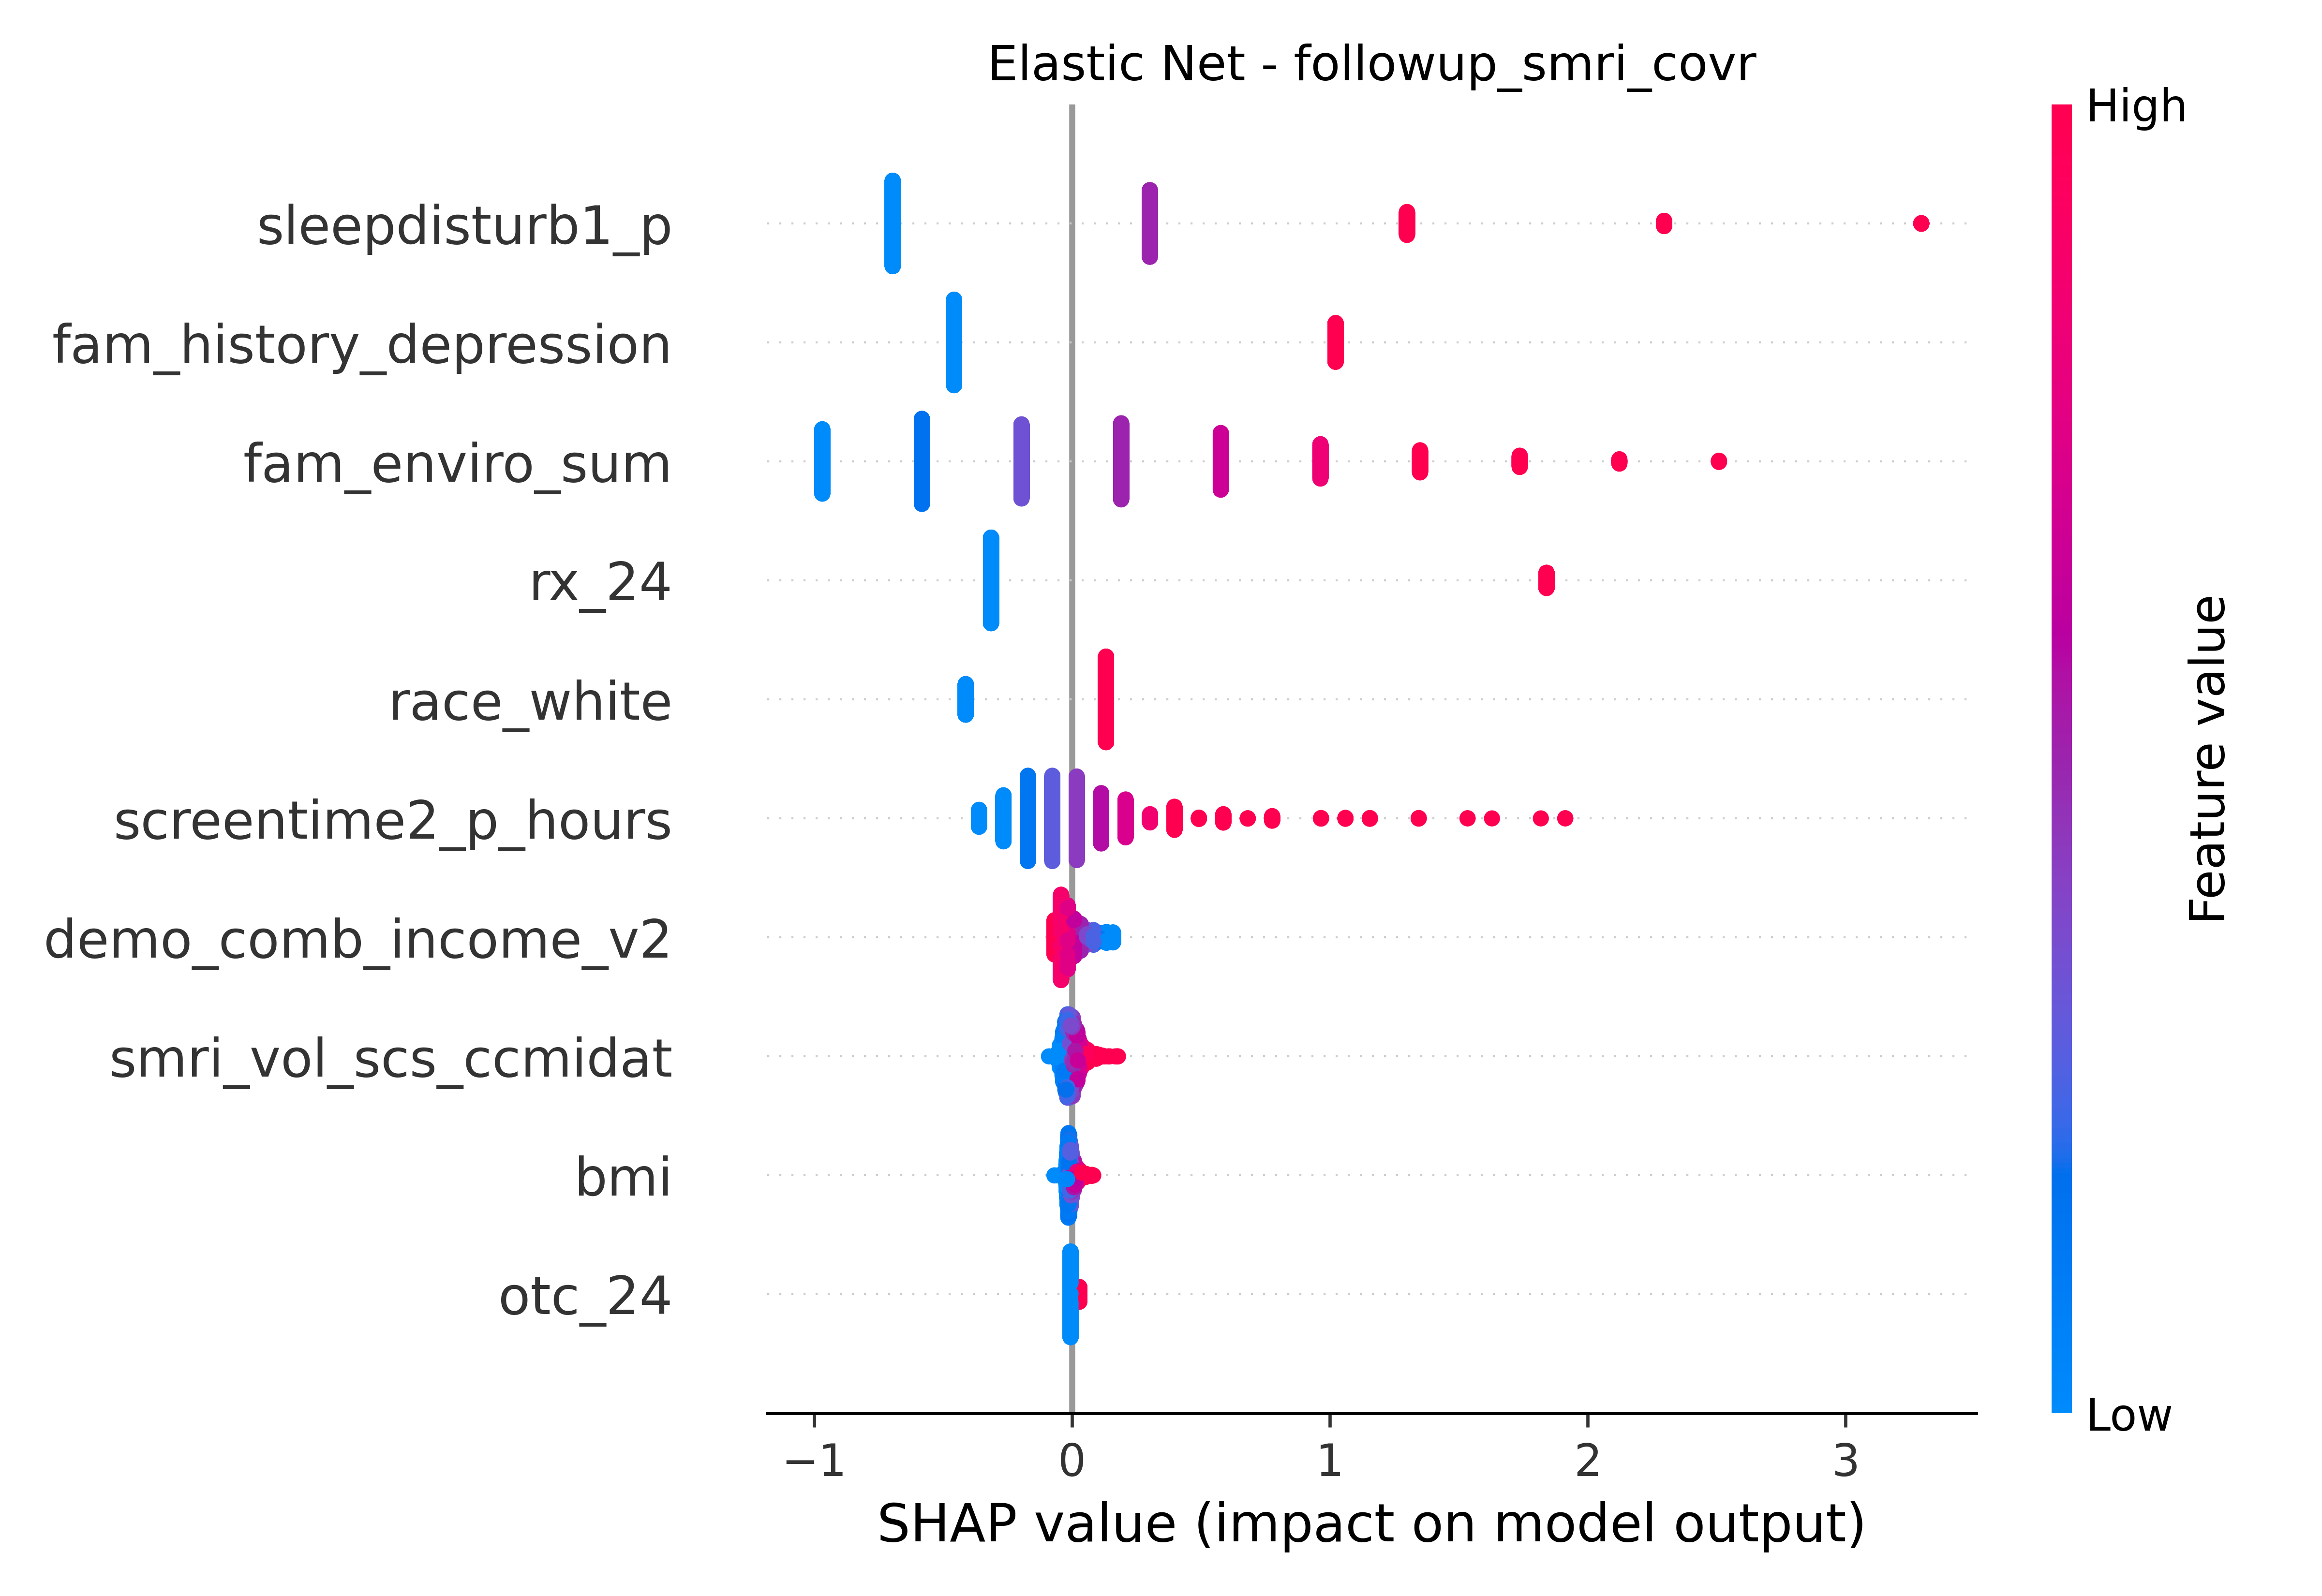 Elastic Net - followup_smri_covr
High
sleepdisturb1_p
fam_history_depression
fam_enviro_sum
rx_24
race_white
screentime2_p_hours
demo_comb_income_v2
smri_vol_scs_ccmidat
bmi
otc_24
Feature value
Low
−1 0 1 2 3
SHAP value (impact on model output)